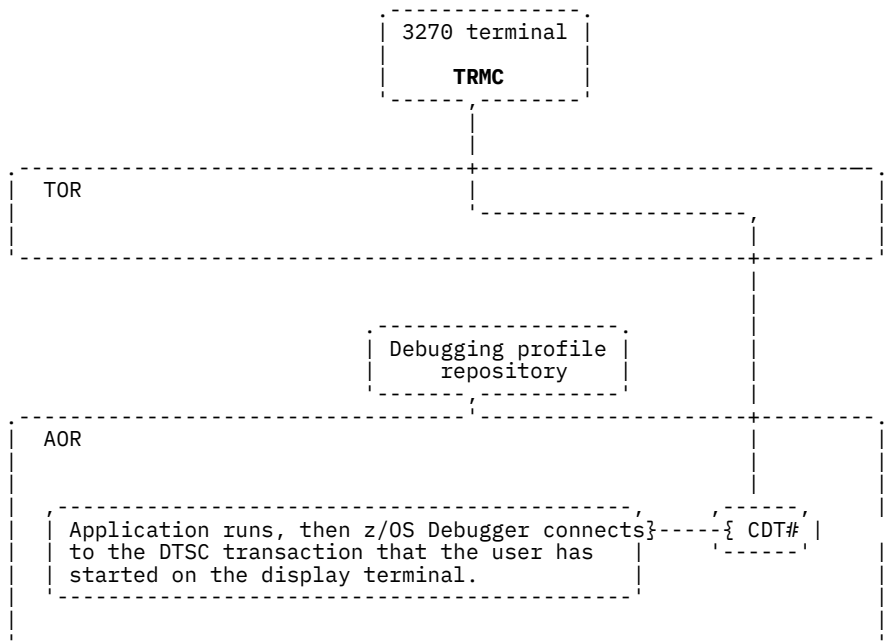 3270 terminal
TRMC
TOR
Debugging profile
repository
AOR
Application runs, then z/OS Debugger connects
to the DTSC transaction that the user has
started on the display terminal.
CDT#